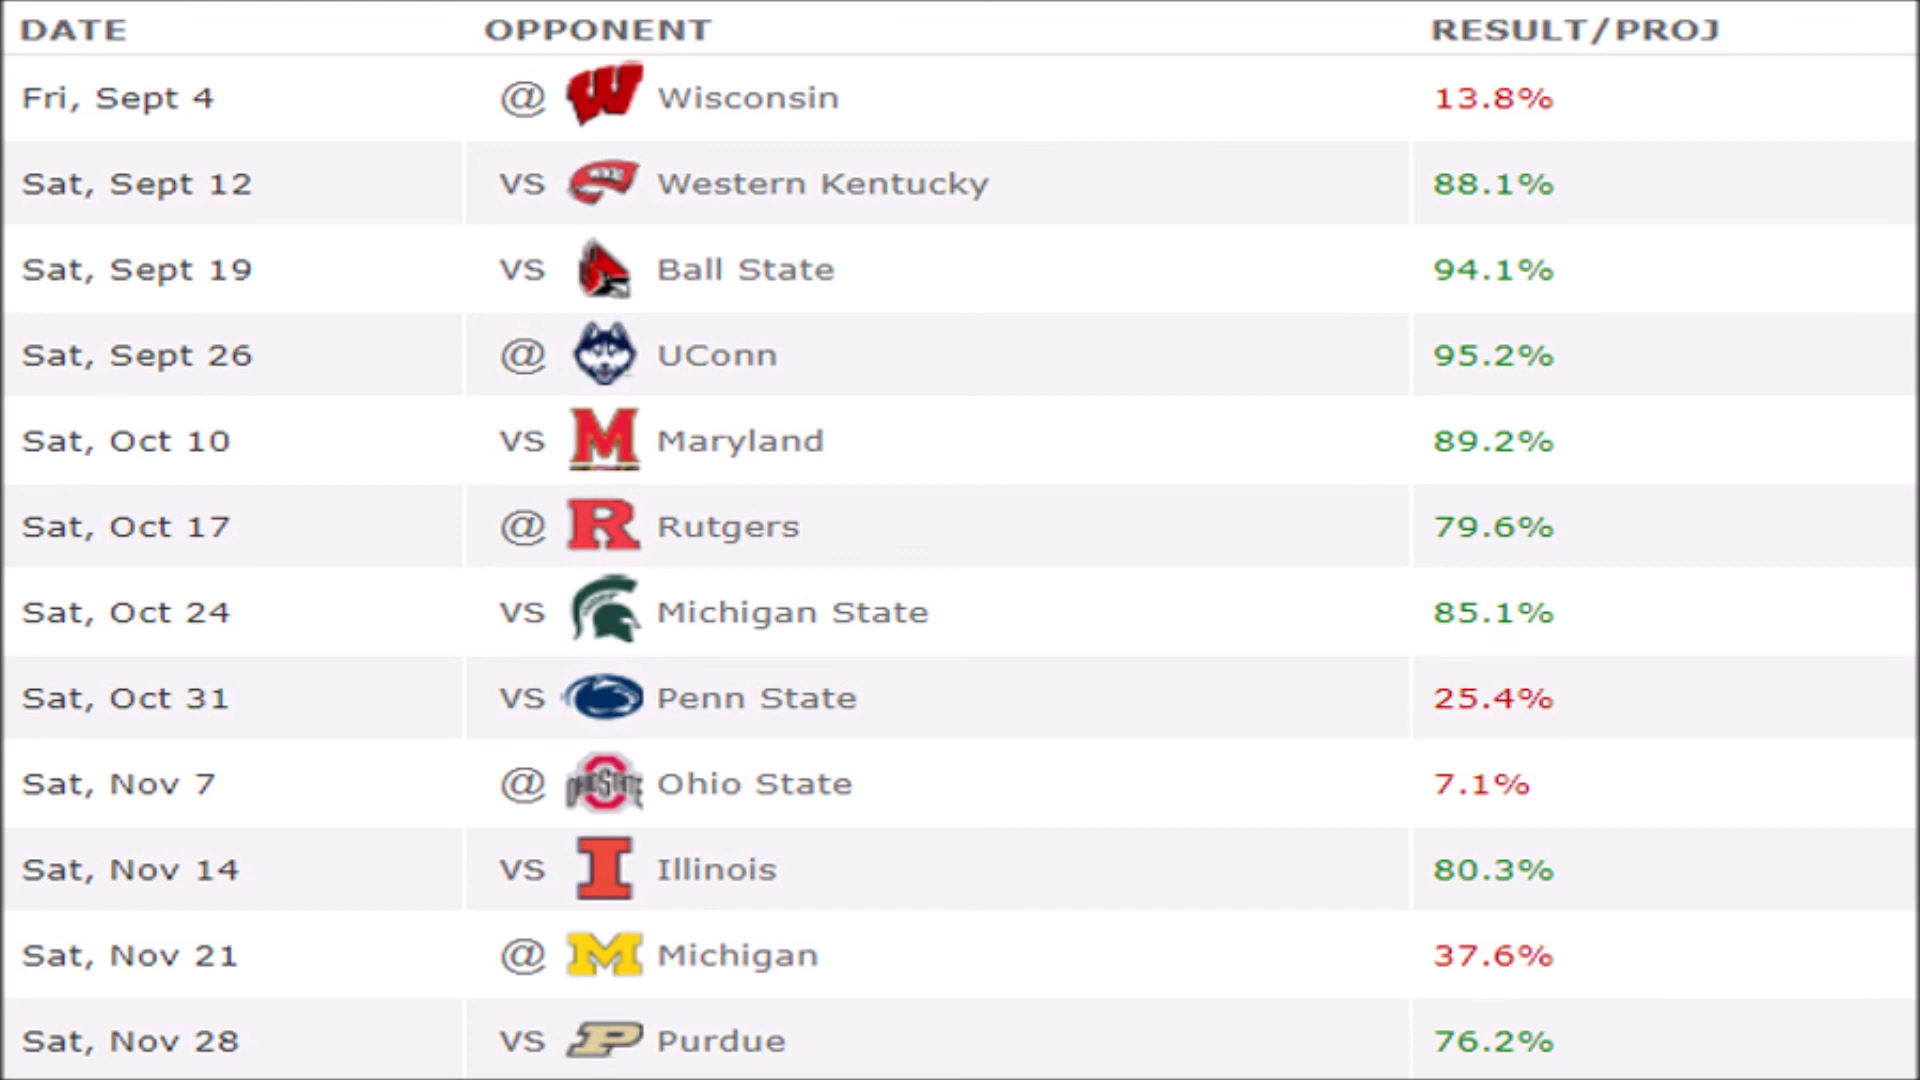 DATE OPPONENT RESULT/PROJ
Fri, Sept 4 @ W Wisconsin 13.8%
Sat, Sept 12 VS Western Kentucky 88.1%
Sat, Sept 19 VS Ball State 94.1%
Sat, Sept 26 @ UConn 95.2%
Sat, Oct 10 VS M Maryland 89.2%
Sat, Oct 17 @ R Rutgers 79.6%
Sat, Oct 24 VS Michigan State 85.1%
Sat, Oct 31 VS Penn State 25.4%
Sat, Nov 7 @ OHIO STATE Ohio State 7.1%
Sat, Nov 14 VS I Illinois 80.3%
Sat, Nov 21 @ M Michigan 37.6%
Sat, Nov 28 VS P Purdue 76.2%